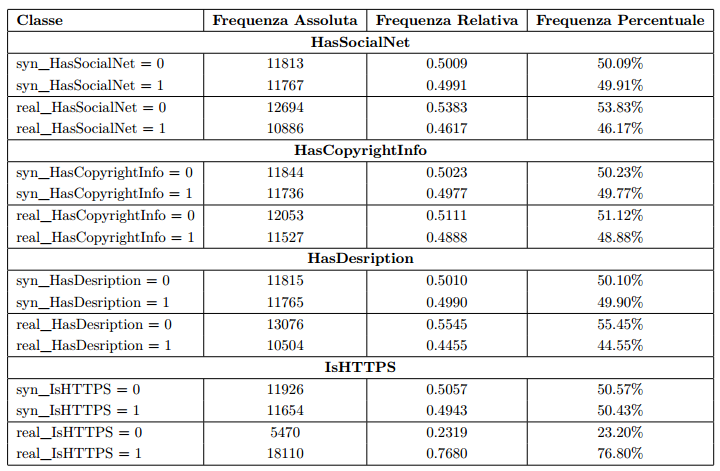 Classe Frequenza Assoluta Frequenza Relativa Frequenza Percentuale
HasSocialNet
syn_HasSocialNet = 0 11813 0.5009 50.09%
syn_HasSocialNet = 1 11767 0.4991 49.91%
real_HasSocialNet = 0 12694 0.5383 53.83%
real_HasSocialNet = 1 10886 0.4617 46.17%
HasCopyrightInfo
syn_HasCopyrightInfo = 0 11844 0.5023 50.23%
syn_HasCopyrightInfo = 1 11736 0.4977 49.77%
real_HasCopyrightInfo = 0 12053 0.5111 51.12%
real_HasCopyrightInfo = 1 11527 0.4888 48.88%
HasDesription
syn_HasDesription = 0 11815 0.5010 50.10%
syn_HasDesription = 1 11765 0.4990 49.90%
real_HasDesription = 0 13076 0.5545 55.45%
real_HasDesription = 1 10504 0.4455 44.55%
IsHTTPS
syn_IsHTTPS = 0 11926 0.5057 50.57%
syn_IsHTTPS = 1 11654 0.4943 50.43%
real_IsHTTPS = 0 5470 0.2319 23.20%
real_IsHTTPS = 1 18110 0.7680 76.80%